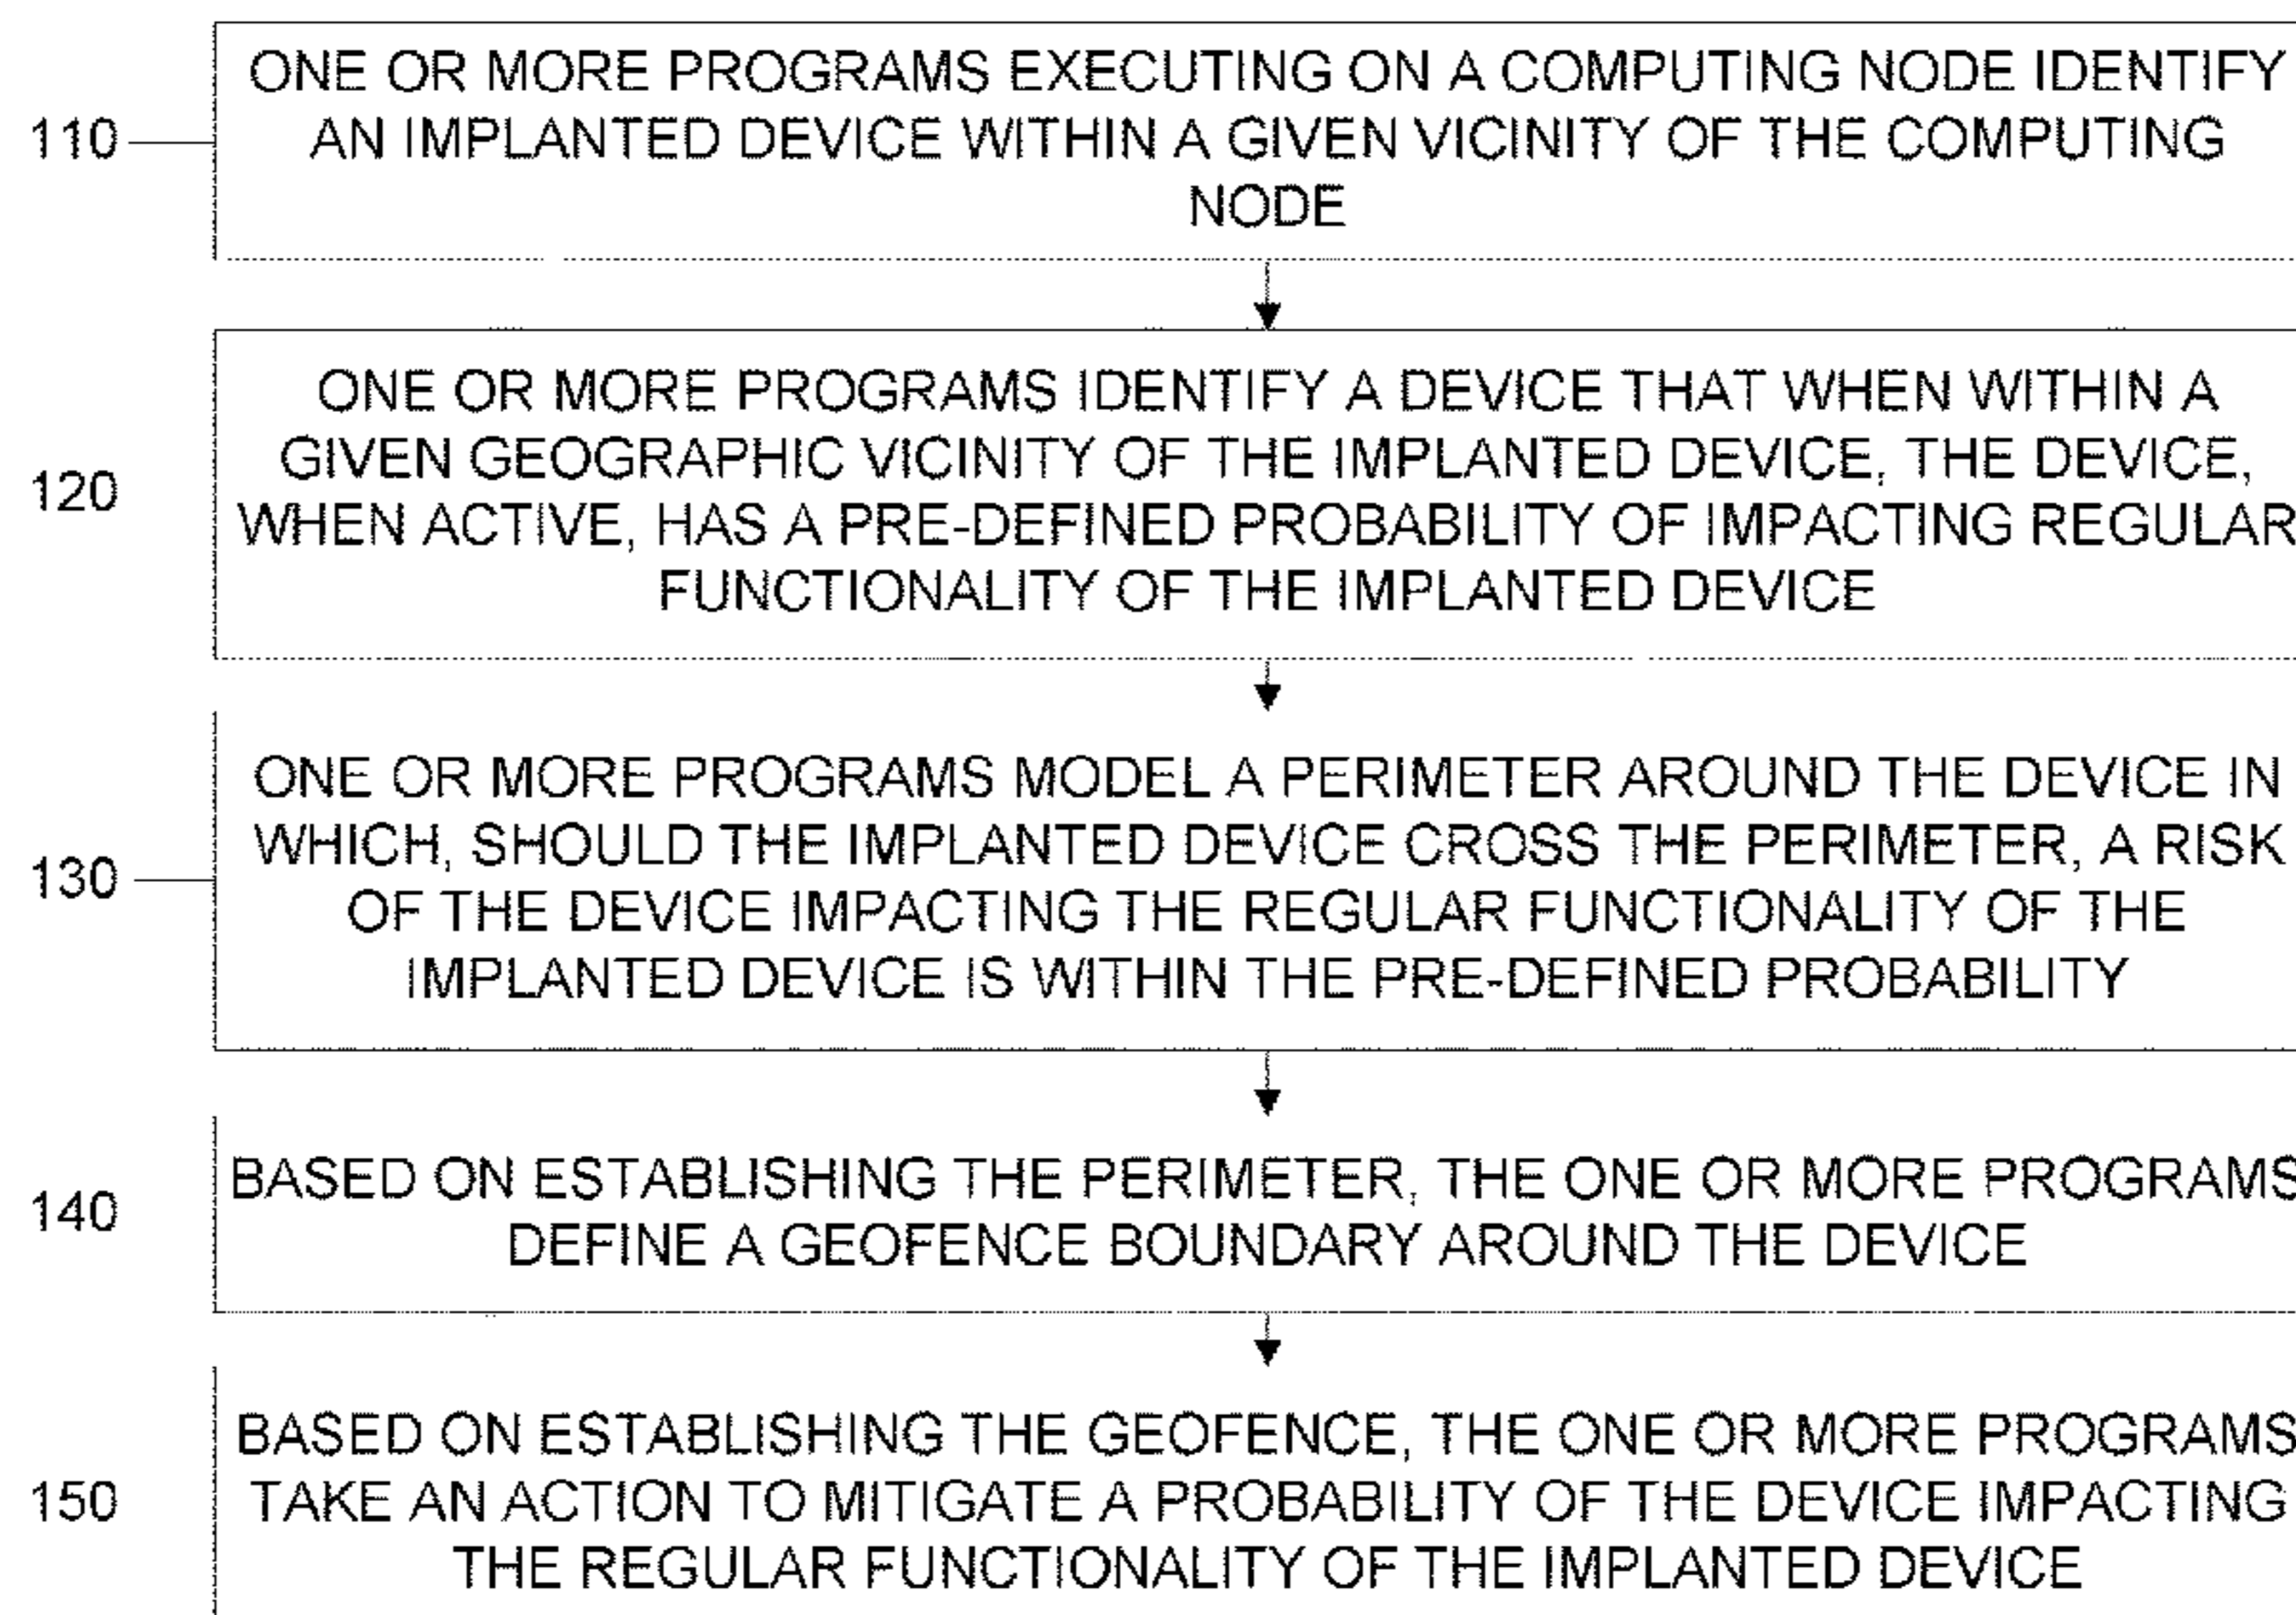 110
ONE OR MORE PROGRAMS EXECUTING ON A COMPUTING NODE IDENTIFY
AN IMPLANTED DEVICE WITHIN A GIVEN VICINITY OF THE COMPUTING
NODE
120
ONE OR MORE PROGRAMS IDENTIFY A DEVICE THAT WHEN WITHIN A
GIVEN GEOGRAPHIC VICINITY OF THE IMPLANTED DEVICE, THE DEVICE,
WHEN ACTIVE, HAS A PRE-DEFINED PROBABILITY OF IMPACTING REGULAR
FUNCTIONALITY OF THE IMPLANTED DEVICE
130
ONE OR MORE PROGRAMS MODEL A PERIMETER AROUND THE DEVICE IN
WHICH, SHOULD THE IMPLANTED DEVICE CROSS THE PERIMETER, A RISK
OF THE DEVICE IMPACTING THE REGULAR FUNCTIONALITY OF THE
IMPLANTED DEVICE IS WITHIN THE PRE-DEFINED PROBABILITY
140
BASED ON ESTABLISHING THE PERIMETER, THE ONE OR MORE PROGRAMS
DEFINE A GEOFENCE BOUNDARY AROUND THE DEVICE
150
BASED ON ESTABLISHING THE GEOFENCE, THE ONE OR MORE PROGRAMS
TAKE AN ACTION TO MITIGATE A PROBABILITY OF THE DEVICE IMPACTING
THE REGULAR FUNCTIONALITY OF THE IMPLANTED DEVICE